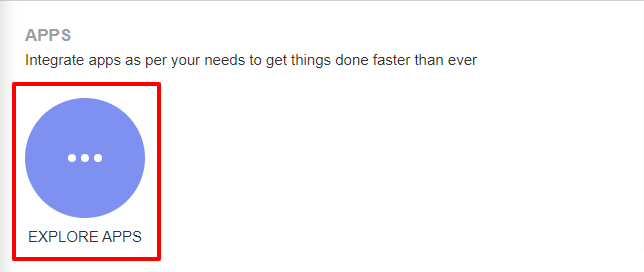 APPS
Integrate apps as per your needs to get things done faster than ever
EXPLORE APPS